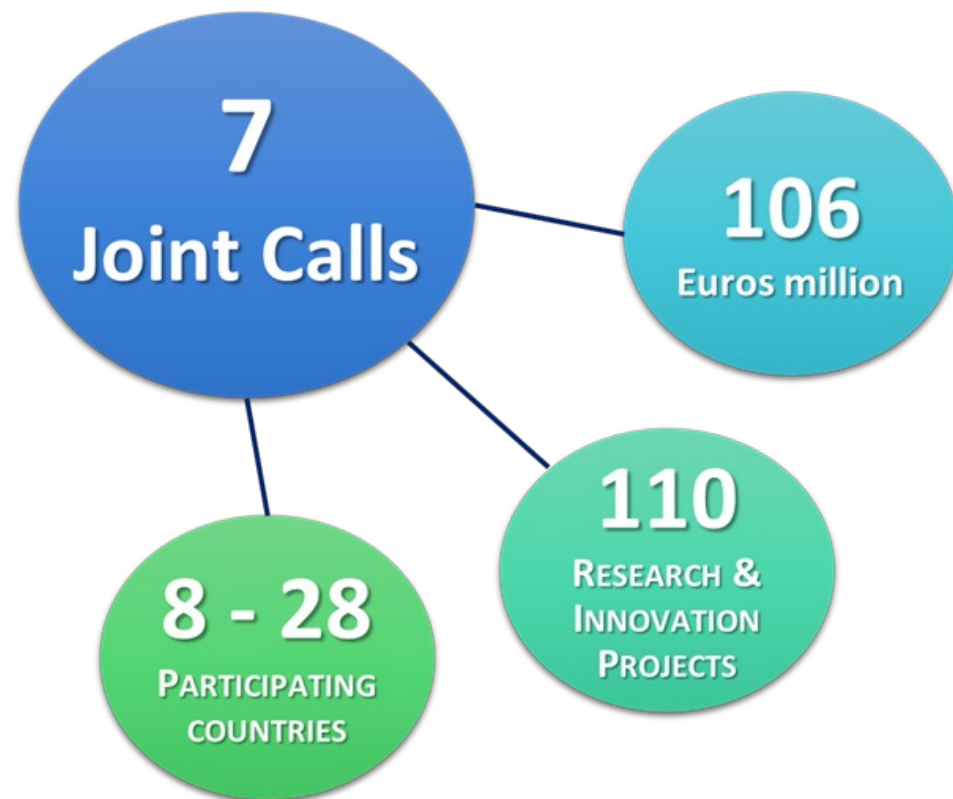 7
Joint Calls
106
Euros million
110
RESEARCH &
INNOVATION
PROJECTS
8 - 28
PARTICIPATING
COUNTRIES